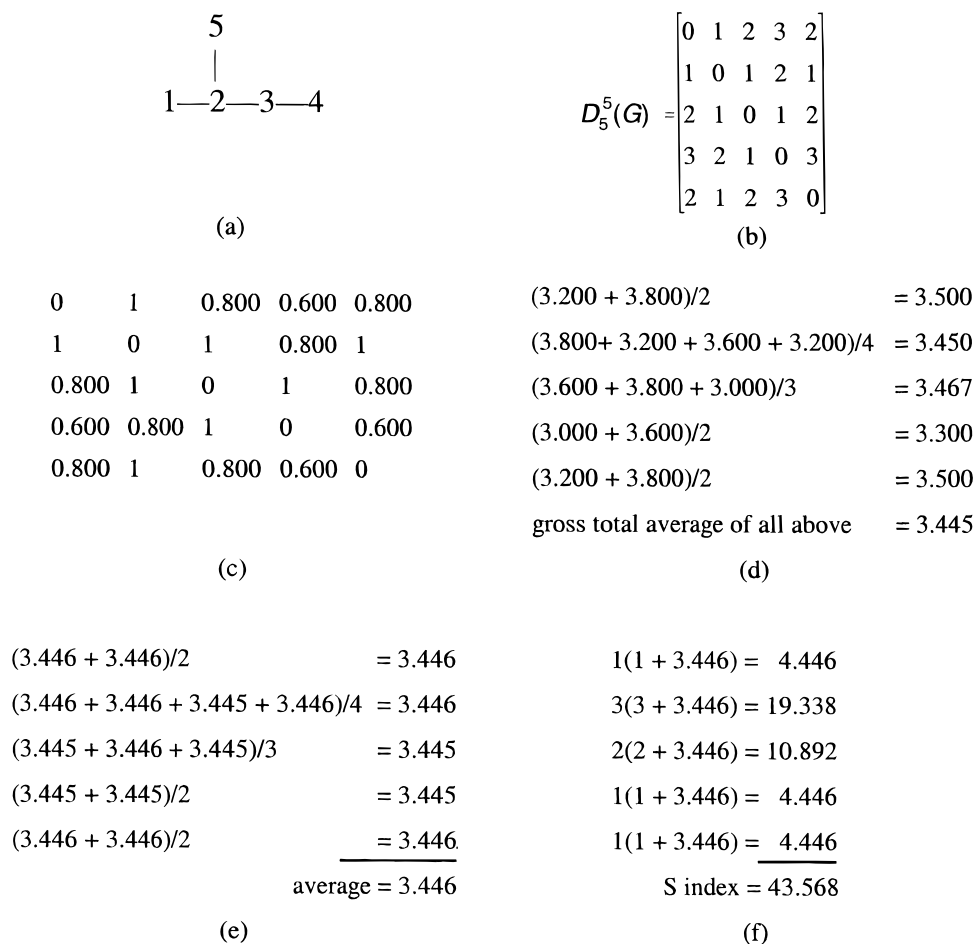 5
|
1—2—3—4
(a)
0 1 2 3 2
1 0 1 2 1
D₅⁵(G) = 2 1 0 1 2
3 2 1 0 3
2 1 2 3 0
(b)
0 1 0.800 0.600 0.800
1 0 1 0.800 1
0.800 1 0 1 0.800
0.600 0.800 1 0 0.600
0.800 1 0.800 0.600 0
(c)
(3.200 + 3.800)/2 = 3.500
(3.800+ 3.200 + 3.600 + 3.200)/4 = 3.450
(3.600 + 3.800 + 3.000)/3 = 3.467
(3.000 + 3.600)/2 = 3.300
(3.200 + 3.800)/2 = 3.500
gross total average of all above = 3.445
(d)
(3.446 + 3.446)/2 = 3.446
(3.446 + 3.446 + 3.445 + 3.446)/4 = 3.446
(3.445 + 3.446 + 3.445)/3 = 3.445
(3.445 + 3.445)/2 = 3.445
(3.446 + 3.446)/2 = 3.446
average = 3.446
(e)
1(1 + 3.446) = 4.446
3(3 + 3.446) = 19.338
2(2 + 3.446) = 10.892
1(1 + 3.446) = 4.446
1(1 + 3.446) = 4.446
S index = 43.568
(f)